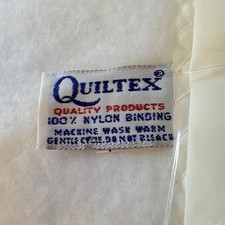 QUILTEX®
QUALITY PRODUCTS
100% NYLON BINDING
MACHINE WASH WARM
GENTLE CYCLE. DO NOT BLEACH